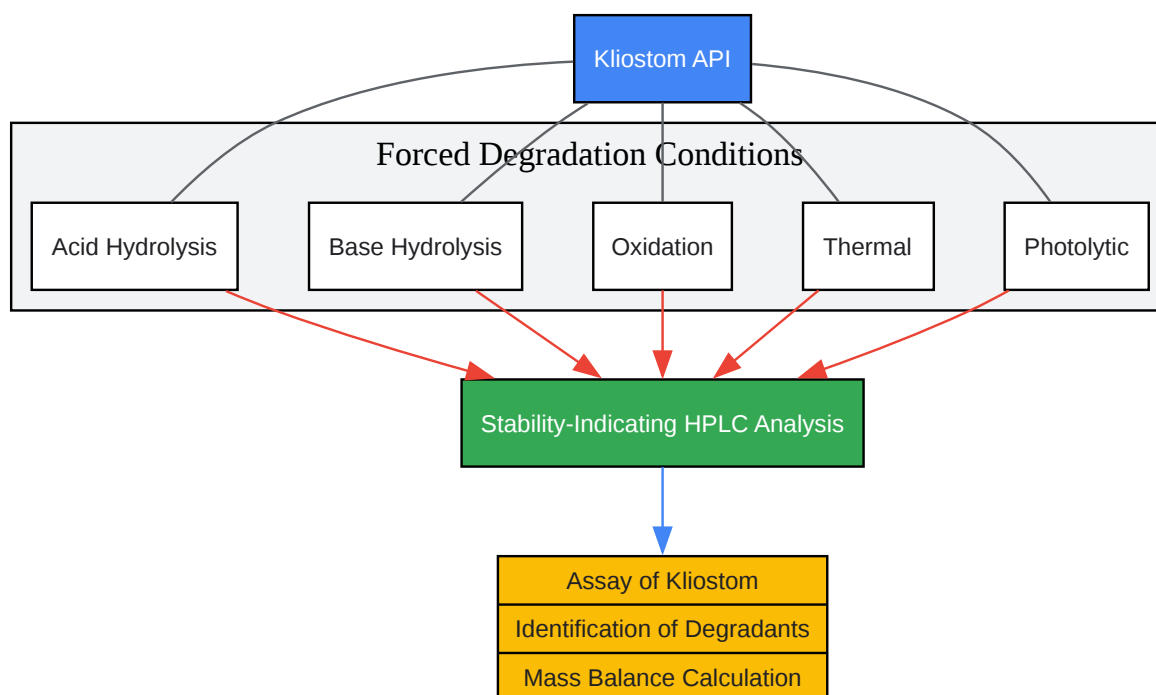 Kliostom API
Forced Degradation Conditions
Acid Hydrolysis
Base Hydrolysis
Oxidation
Thermal
Photolytic
Stability-Indicating HPLC Analysis
Assay of Kliostom
Identification of Degradants
Mass Balance Calculation